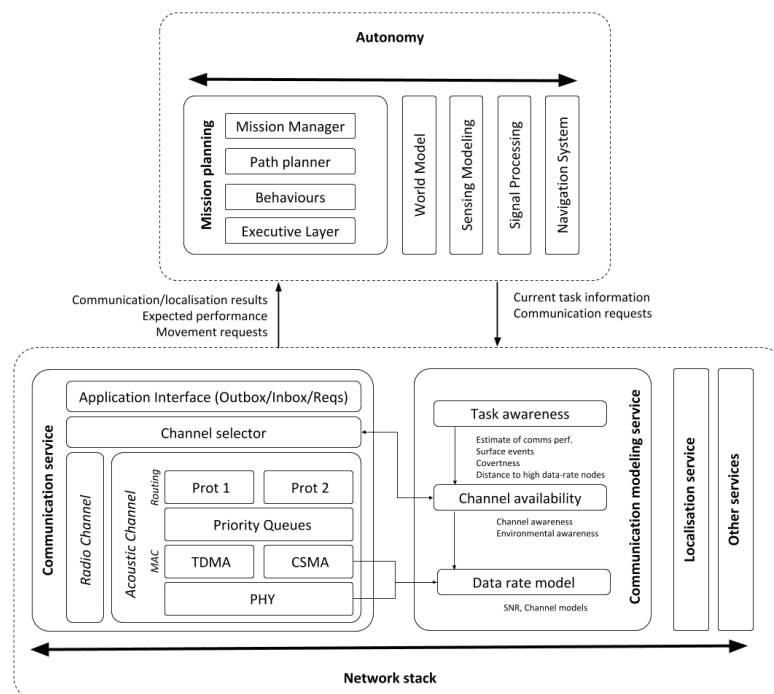 Autonomy
Mission planning
Mission Manager
Path planner
Behaviours
Executive Layer
World Model
Sensing Modeling
Signal Processing
Navigation System
Communication/localisation results
Expected performance
Movement requests
Current task information
Communication requests
Communication service
Application Interface (Outbox/Inbox/Reqs)
Channel selector
Radio Channel
Acoustic Channel
Routing
Prot 1
Prot 2
Priority Queues
MAC
TDMA
CSMA
PHY
Task awareness
Estimate of comms perf.
Surface events
Covertness
Distance to high data-rate nodes
Channel availability
Channel awareness
Environmental awareness
Data rate model
SNR, Channel models
Communication modeling service
Localisation service
Other services
Network stack